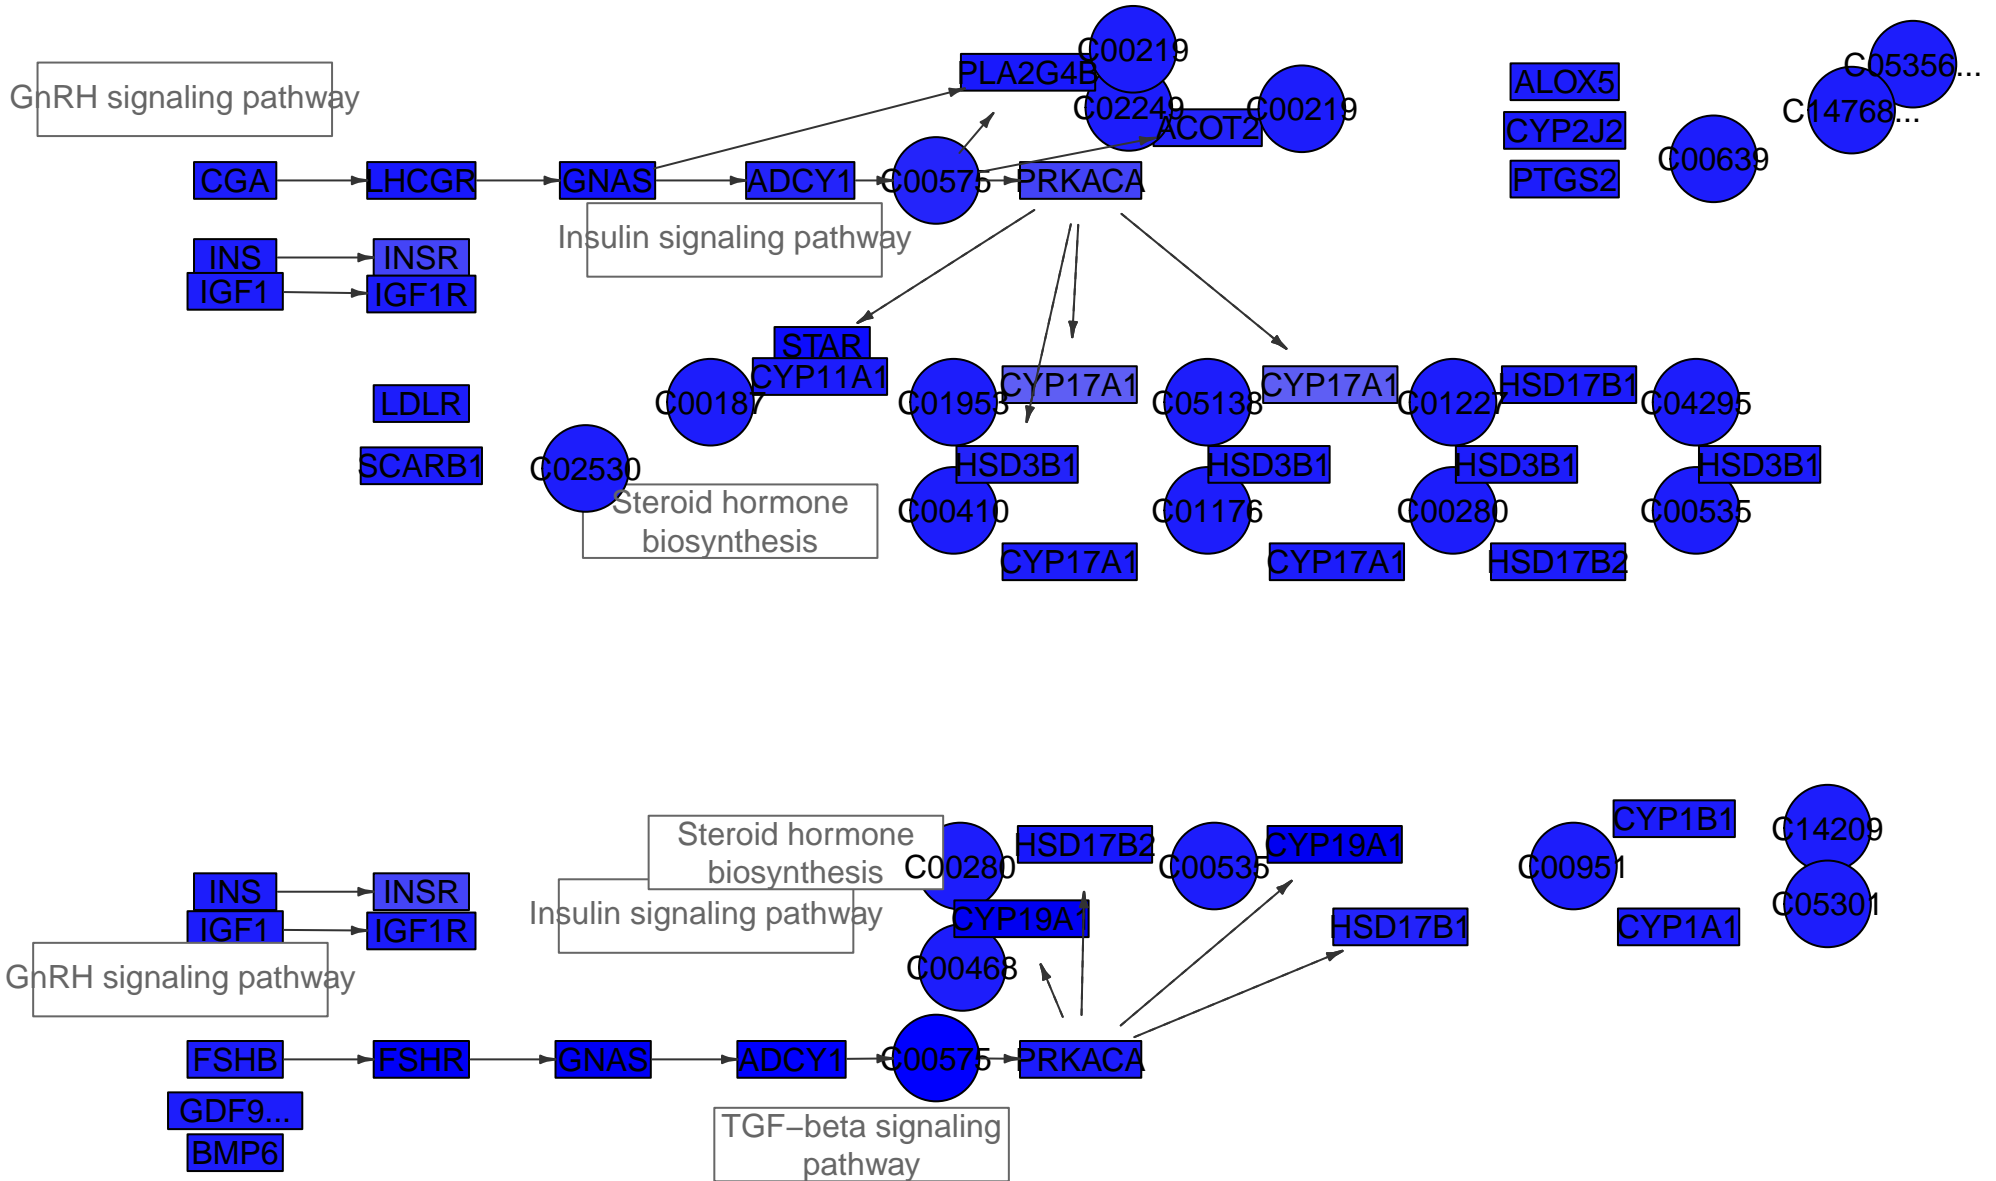 C00219
PLA2G4B
C05356...
GnRH signaling pathway
ALOX5
C02249
C00219
C14768...
ACOT2
CYP2J2
C00639
CGA
LHCGR
GNAS
ADCY1
C00575
PRKACA
PTGS2
Insulin signaling pathway
INS
INSR
IGF1
IGF1R
STAR
CYP11A1
CYP17A1
CYP17A1
HSD17B1
LDLR
C00187
C01953
C05138
C01227
C04295
SCARB1
C02530
HSD3B1
HSD3B1
HSD3B1
HSD3B1
Steroid hormone
biosynthesis
C00410
C01176
C00280
C00535
CYP17A1
CYP17A1
HSD17B2
Steroid hormone
biosynthesis
C00280
HSD17B2
C00535
CYP19A1
CYP1B1
C14209
C00951
INS
INSR
Insulin signaling pathway
CYP19A1
C05301
IGF1
IGF1R
HSD17B1
CYP1A1
GnRH signaling pathway
C00468
FSHB
FSHR
GNAS
ADCY1
C00575
PRKACA
GDF9...
TGF−beta signaling
pathway
BMP6